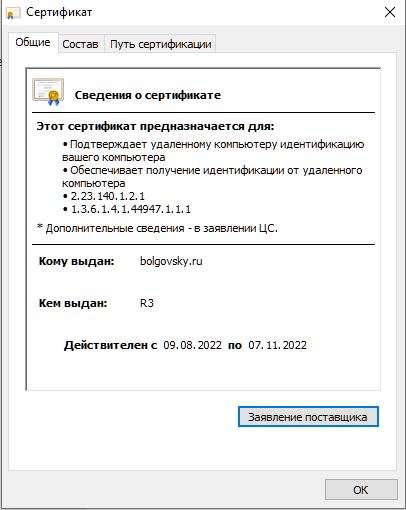 Сертификат
Общие Состав Путь сертификации
Сведения о сертификате
Этот сертификат предназначается для:
• Подтверждает удаленному компьютеру идентификацию
вашего компьютера
• Обеспечивает получение идентификации от удаленного
компьютера
• 2.23.140.1.2.1
• 1.3.6.1.4.1.44947.1.1.1
* Дополнительные сведения - в заявлении ЦС.
Кому выдан: bolgovsky.ru
Кем выдан: R3
Действителен с 09.08.2022 по 07.11.2022
Заявление поставщика
ОК